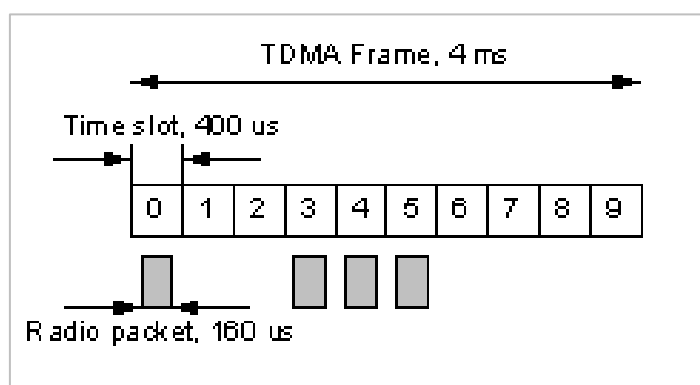 TDMA Frame, 4 ms
Time slot, 400 us
0 1 2 3 4 5 6 7 8 9
Radio packet, 160 us